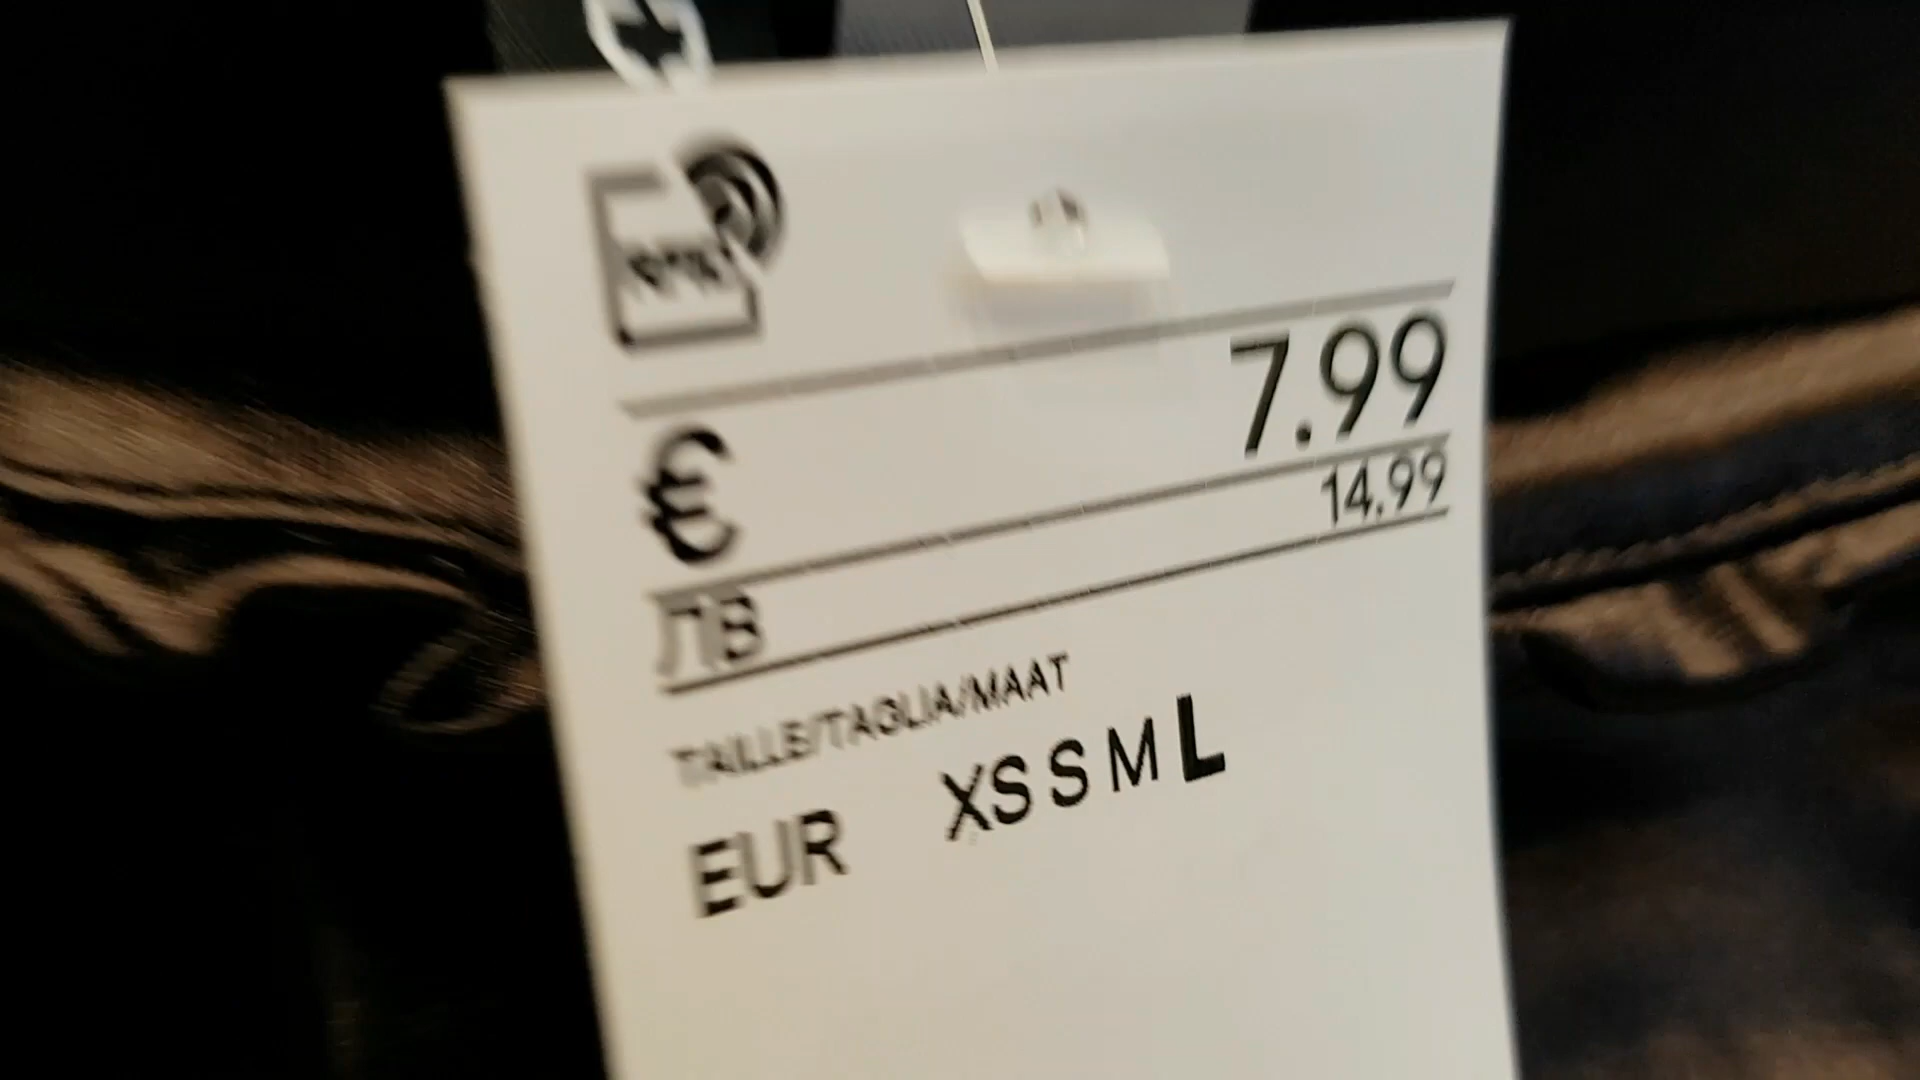 € 7.99
ЛВ 14.99
TAILLE/TAGLIA/MAAT
EUR XS S M L